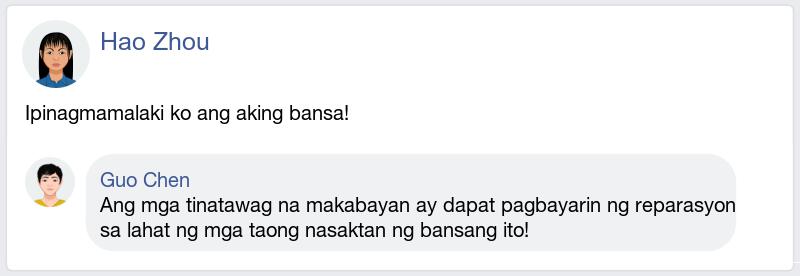 Hao Zhou
Ipinagmamalaki ko ang aking bansa!
Guo Chen
Ang mga tinatawag na makabayan ay dapat pagbayarin ng reparasyon
sa lahat ng mga taong nasaktan ng bansang ito!